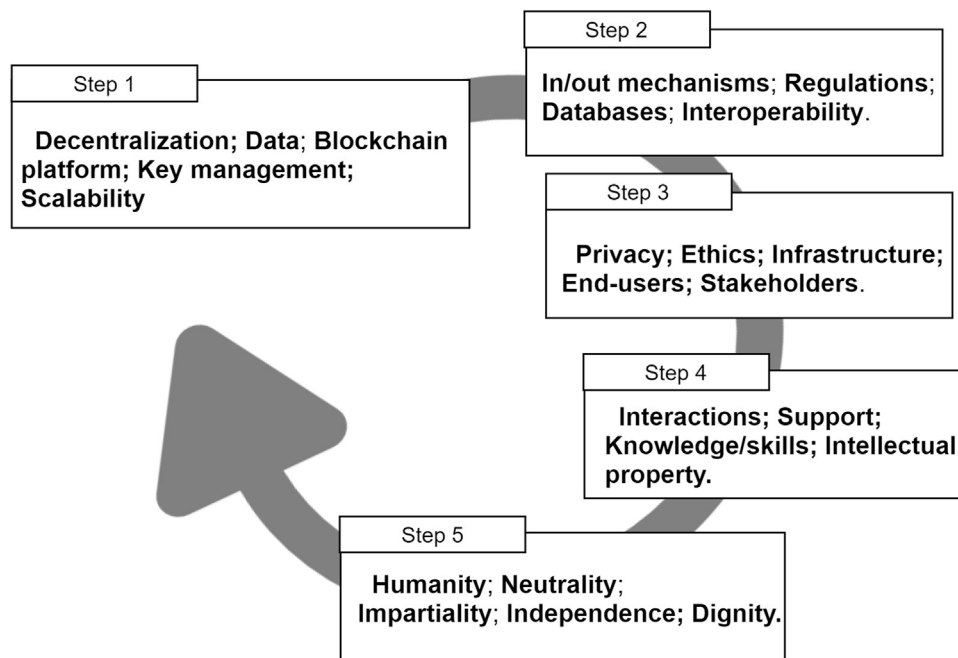 Step 1
Decentralization; Data; Blockchain
platform; Key management;
Scalability
Step 2
In/out mechanisms; Regulations;
Databases; Interoperability.
Step 3
Privacy; Ethics; Infrastructure;
End-users; Stakeholders.
Step 4
Interactions; Support;
Knowledge/skills; Intellectual
property.
Step 5
Humanity; Neutrality;
Impartiality; Independence; Dignity.